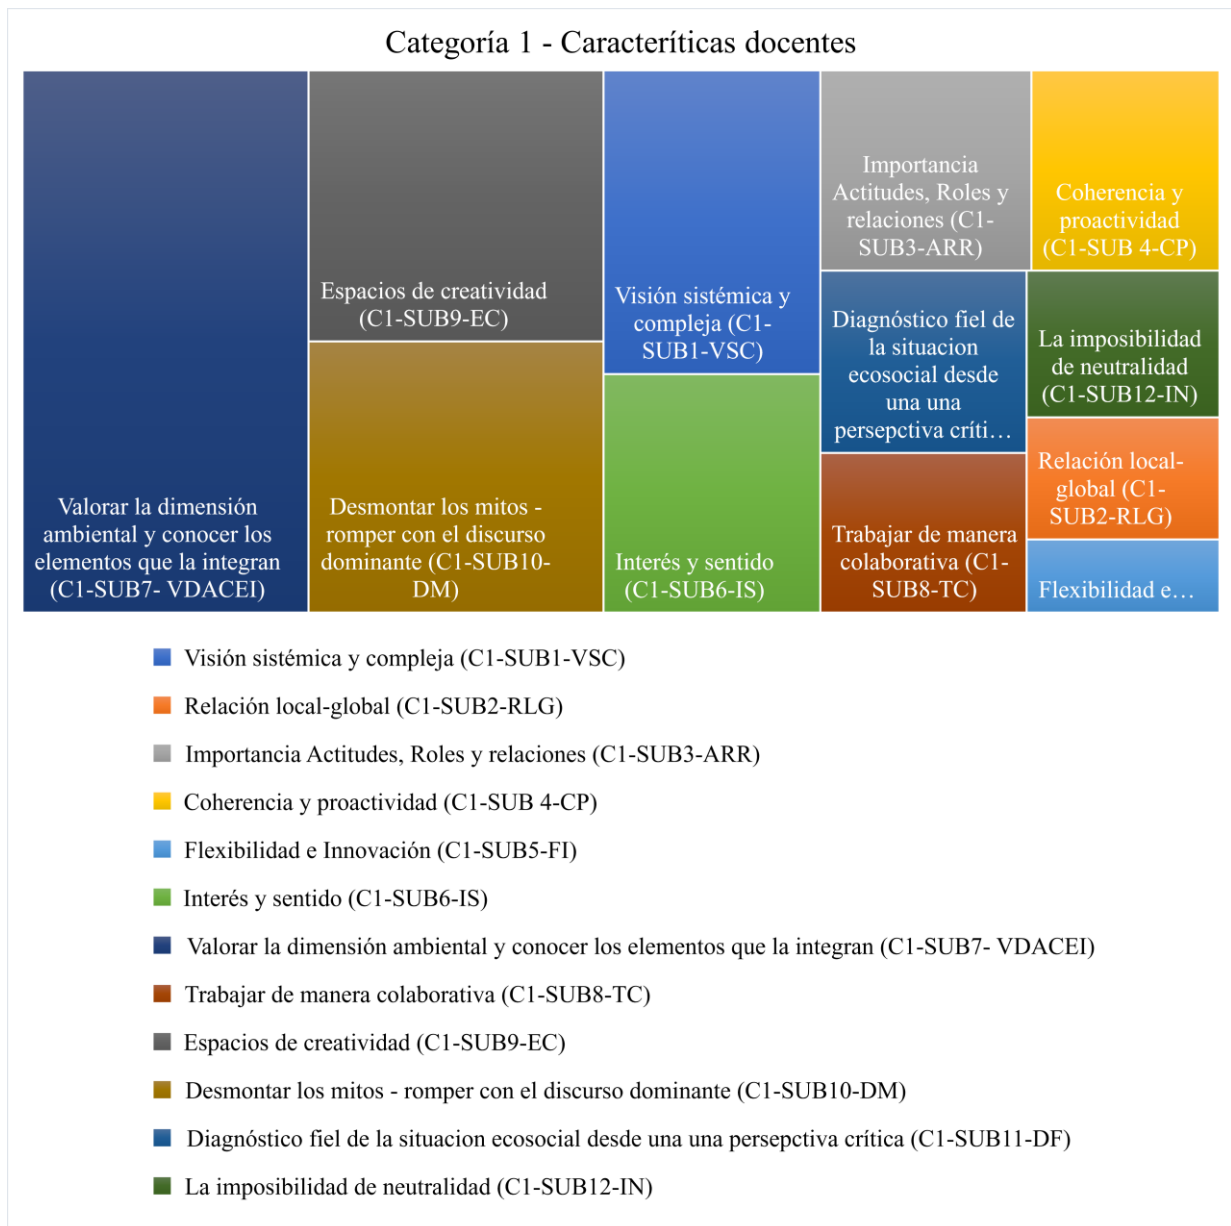 Categoría 1 - Caracteríticas docentes
Valorar la dimensión
ambiental y conocer los
elementos que la integran
(C1-SUB7- VDACEI)
Espacios de creatividad
(C1-SUB9-EC)
Desmontar los mitos -
romper con el discurso
dominante (C1-SUB10-
DM)
Visión sistémica y
compleja (C1-
SUB1-VSC)
Interés y sentido
(C1-SUB6-IS)
Importancia
Actitudes, Roles y
relaciones (C1-
SUB3-ARR)
Coherencia y
proactividad
(C1-SUB 4-CP)
Diagnóstico fiel de
la situacion
ecosocial desde
una una
persepctiva críti…
La imposibilidad
de neutralidad
(C1-SUB12-IN)
Trabajar de manera
colaborativa (C1-
SUB8-TC)
Relación local-
global (C1-
SUB2-RLG)
Flexibilidad e…
Visión sistémica y compleja (C1-SUB1-VSC)
Relación local-global (C1-SUB2-RLG)
Importancia Actitudes, Roles y relaciones (C1-SUB3-ARR)
Coherencia y proactividad (C1-SUB 4-CP)
Flexibilidad e Innovación (C1-SUB5-FI)
Interés y sentido (C1-SUB6-IS)
Valorar la dimensión ambiental y conocer los elementos que la integran (C1-SUB7- VDACEI)
Trabajar de manera colaborativa (C1-SUB8-TC)
Espacios de creatividad (C1-SUB9-EC)
Desmontar los mitos - romper con el discurso dominante (C1-SUB10-DM)
Diagnóstico fiel de la situacion ecosocial desde una una persepctiva crítica (C1-SUB11-DF)
La imposibilidad de neutralidad (C1-SUB12-IN)